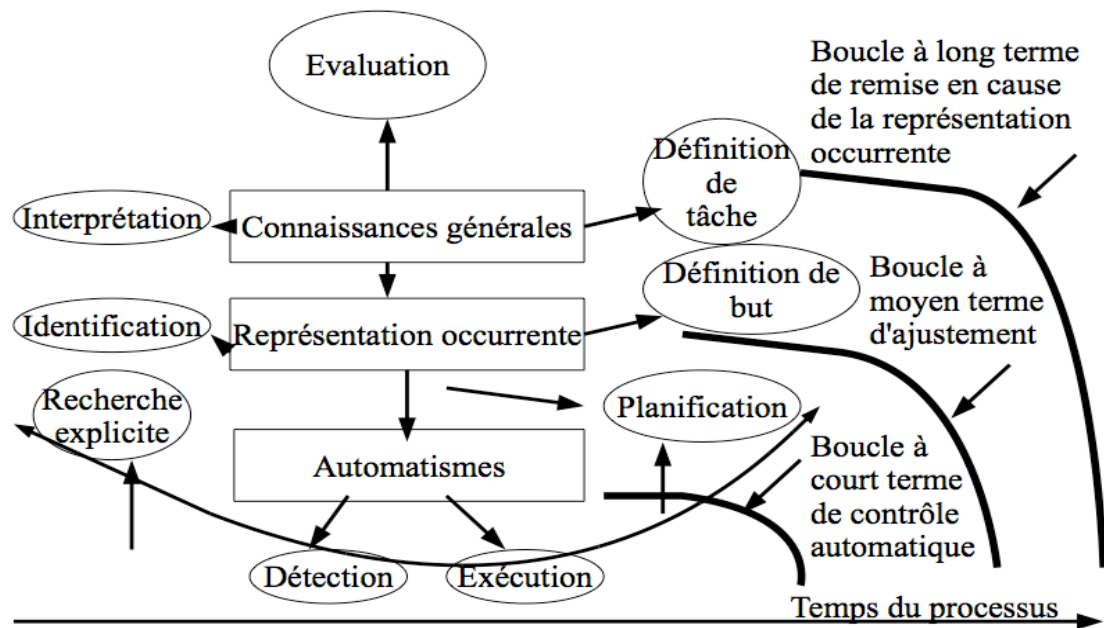 Evaluation
Boucle à long terme
de remise en cause
de la représentation
occurrente
Définition
de
tâche
Interprétation
Connaissances générales
Définition de
but
Boucle à
moyen terme
d'ajustement
Identification
Représentation occurrente
Recherche
explicite
Planification
Automatismes
Boucle à
court terme
de contrôle
automatique
Détection
Exécution
Temps du processus